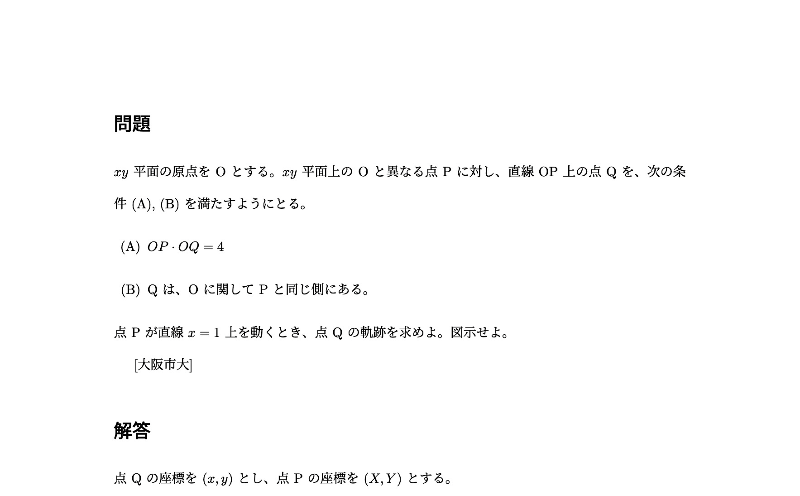 問題
xy 平面の原点を O とする。xy 平面上の O と異なる点 P に対し、直線 OP 上の点 Q を、次の条
件 (A), (B) を満たすようにとる。
(A) OP · OQ = 4
(B) Q は、O に関して P と同じ側にある。
点 P が直線 x = 1 上を動くとき、点 Q の軌跡を求めよ。図示せよ。
[大阪市大]
解答
点 Q の座標を (x, y) とし、点 P の座標を (X, Y) とする。